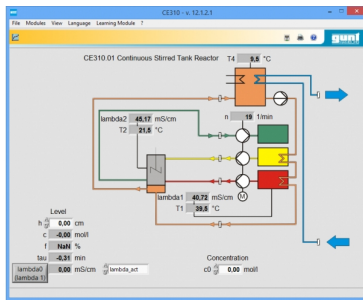 CE310 - v. 12.1.2.1
File Modules View Language Learning Module ?
gunt
CE310.01 Continuous Stirred Tank Reactor T4 9,5 °C
lambda2 45,17 mS/cm
T2 21,5 °C
n 19 1/min
lambda1 40,72 mS/cm
T1 39,8 °C
M
Level
h 0,00 cm
c -0,00 mol/l
f NaN %
tau -0,31 min
lambda0 (lambda 1) 0,00 mS/cm lambda_act
Concentration
c0 0,00 mol/l